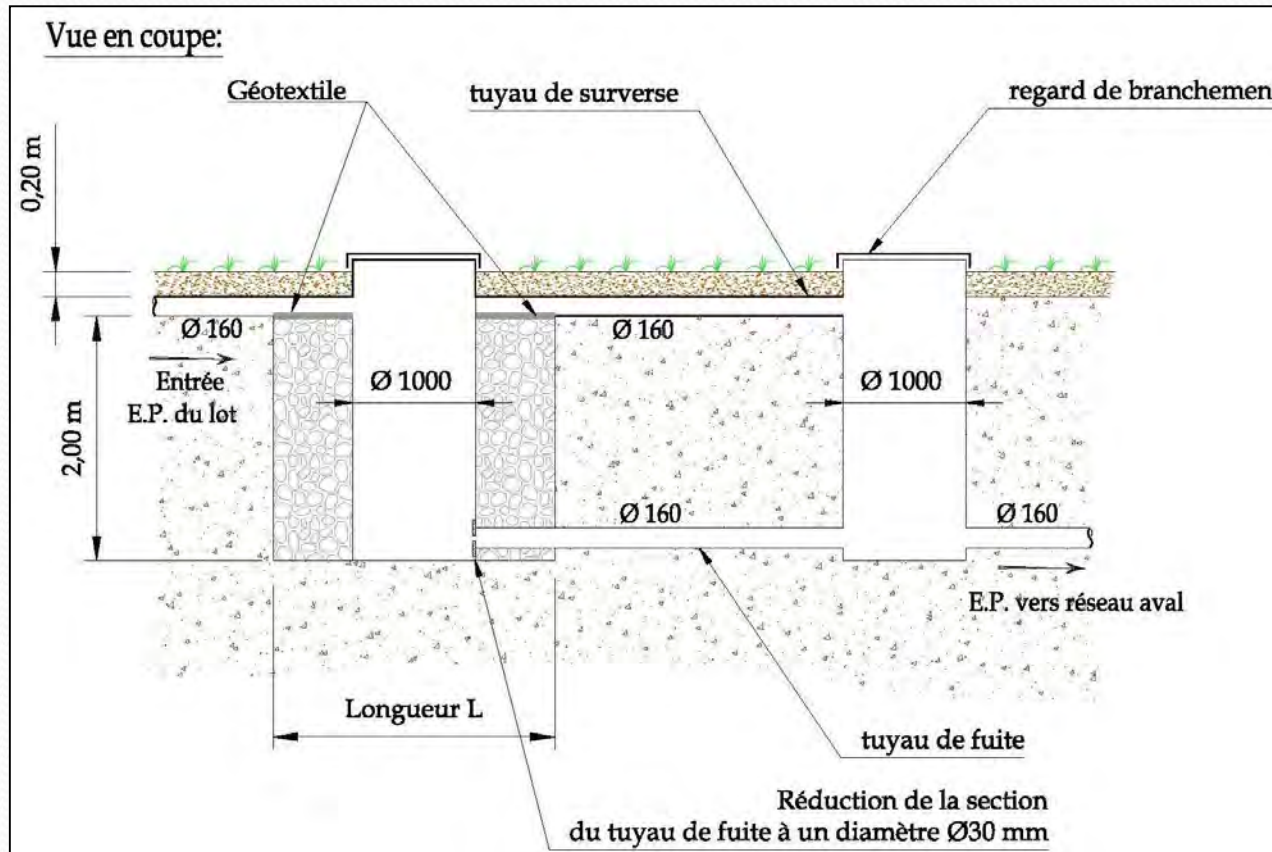 Vue en coupe:
Géotextile
tuyau de surverse
regard de branchemen
0,20 m
Ø 160
Ø 160
Entrée
E.P. du lot
Ø 1000
Ø 1000
2,00 m
Ø 160
Ø 160
E.P. vers réseau aval
Longueur L
tuyau de fuite
Réduction de la section
du tuyau de fuite à un diamètre Ø30 mm